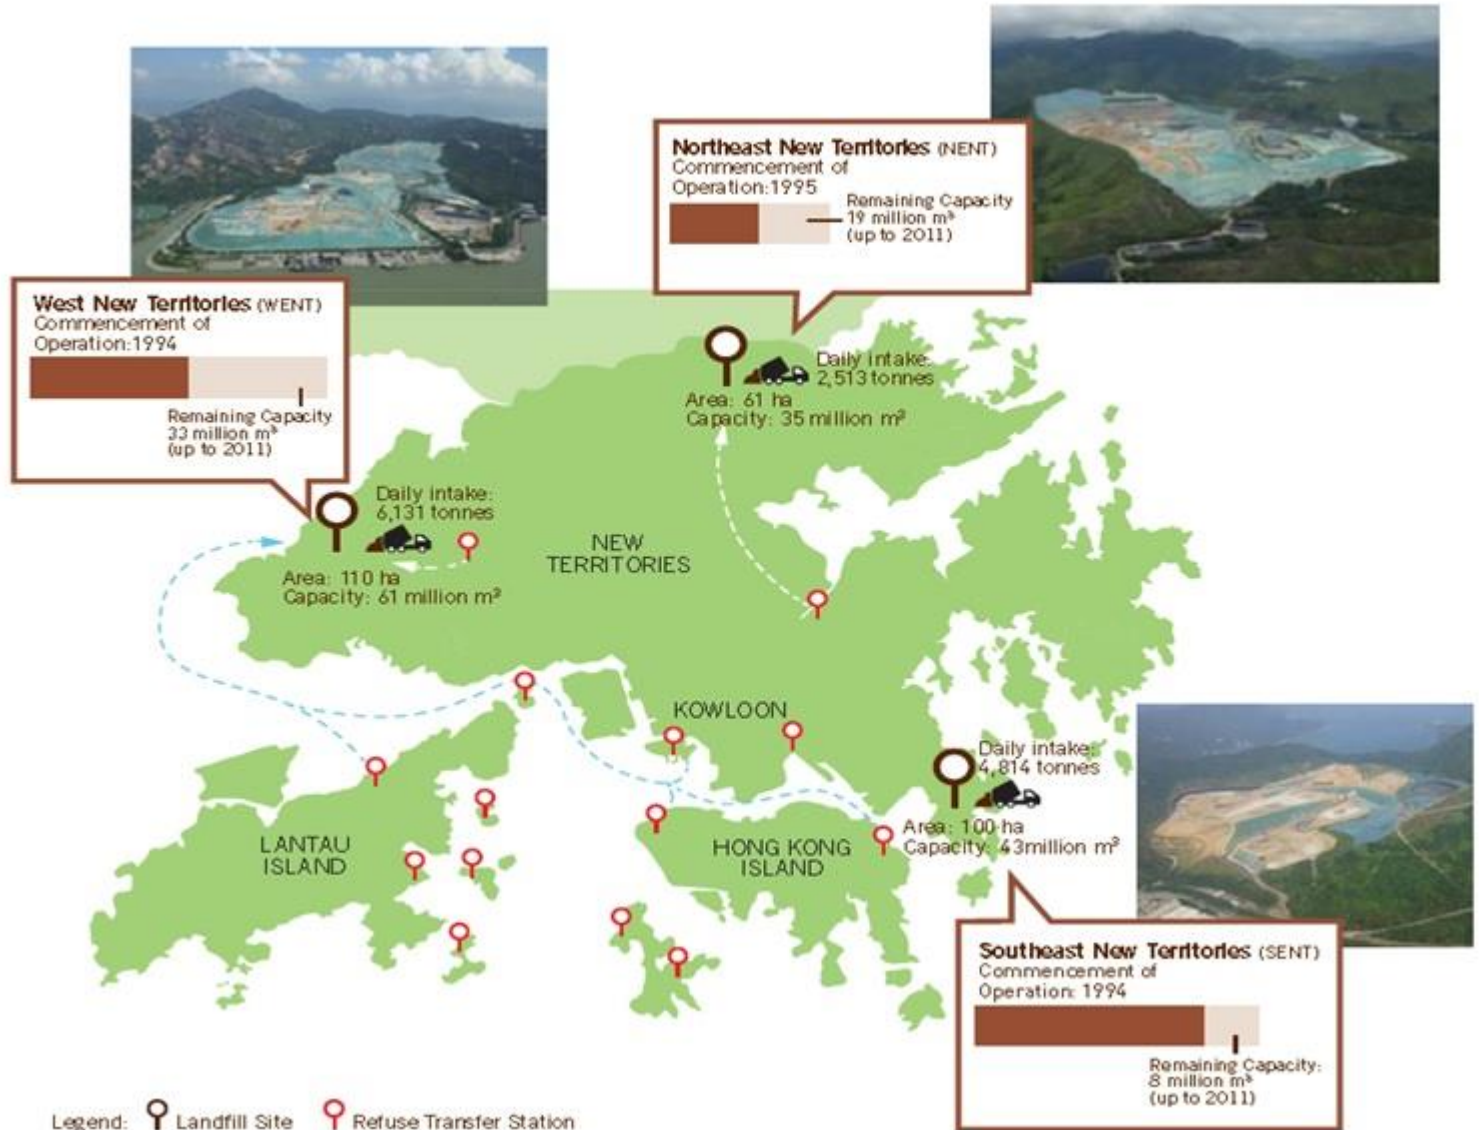 Northeast New Territories (NENT)
Commencement of
Operation:1995
Remaining Capacity
19 million m³
(up to 2011)
West New Territories (WENT)
Commencement of
Operation:1994
Remaining Capacity
33 million m³
(up to 2011)
Daily intake:
2,513 tonnes
Area: 61 ha
Capacity: 35 million m³
Daily intake:
6,131 tonnes
Area: 110 ha
Capacity: 61 million m³
NEW
TERRITORIES
KOWLOON
Daily intake:
4,814 tonnes
Area: 100 ha
Capacity: 43million m³
LANTAU
ISLAND
HONG KONG
ISLAND
Southeast New Territories (SENT)
Commencement of
Operation: 1994
Remaining Capacity:
8 million m³
(up to 2011)
Legend: Landfill Site Refuse Transfer Station